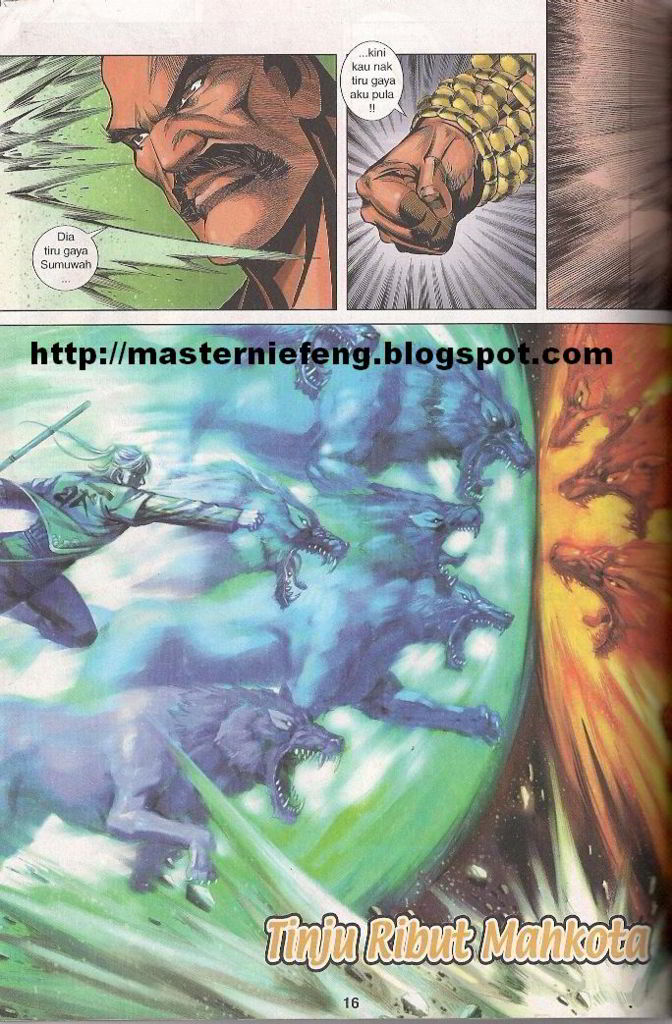 Dia
tiru gaya
Sumuwah
...
...kini
kau nak
tiru gaya
aku pula
!!
http://masterniefeng.blogspot.com
Tinju Ribut Mahkota
16